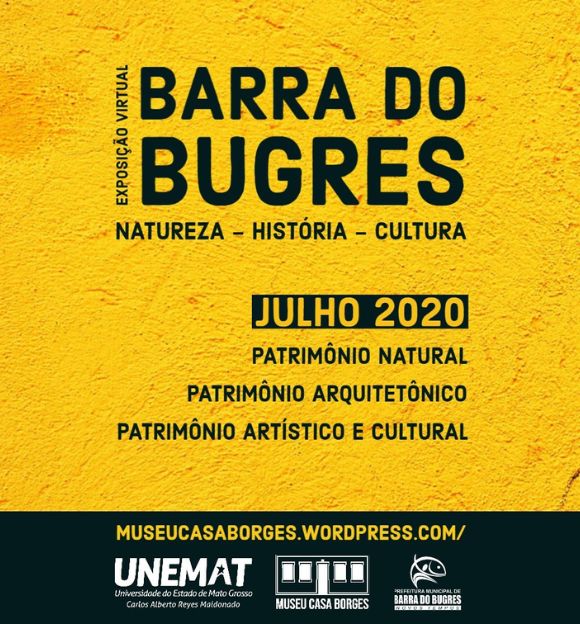 EXPOSIÇÃO VIRTUAL
BARRA DO
BUGRES
NATUREZA – HISTÓRIA – CULTURA
JULHO 2020
PATRIMÔNIO NATURAL
PATRIMÔNIO ARQUITETÔNICO
PATRIMÔNIO ARTÍSTICO E CULTURAL
MUSEUCASABORGES.WORDPRESS.COM/
UNEMAT
Universidade do Estado de Mato Grosso
Carlos Alberto Reyes Maldonado
MUSEU CASA BORGES
PREFEITURA MUNICIPAL DE
BARRA DO BUGRES
NOVOS TEMPOS